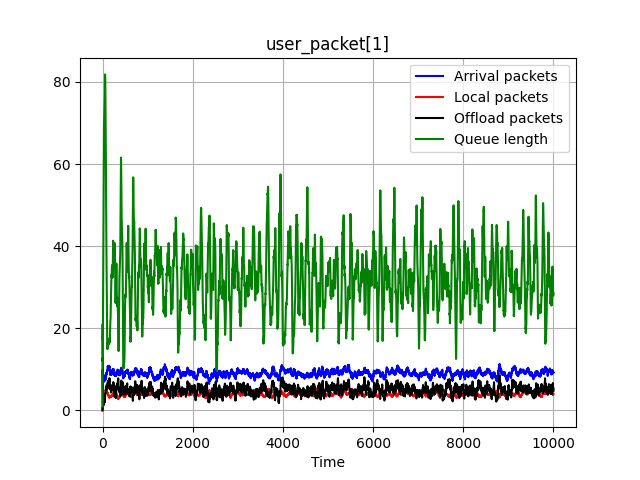 user_packet[1]
Arrival packets
Local packets
Offload packets
Queue length
80
60
40
20
0
0 2000 4000 6000 8000 10000
Time